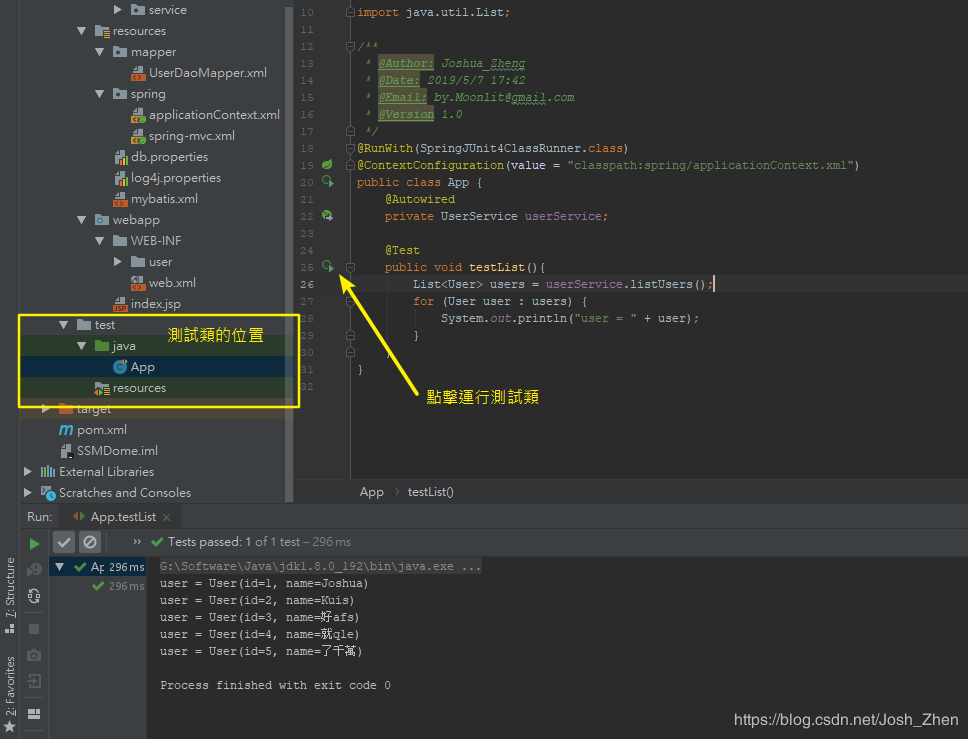 service
resources
mapper
UserDaoMapper.xml
spring
applicationContext.xml
spring-mvc.xml
db.properties
log4j.properties
mybatis.xml
webapp
WEB-INF
user
web.xml
index.jsp
test
測試類的位置
java
App
resources
target
pom.xml
SSMDome.iml
External Libraries
Scratches and Consoles
10 import java.util.List;
11
12 /**
13 * @Author: Joshua_Zheng
14 * @Date: 2019/5/7 17:42
15 * @Email: by.Moonlit@gmail.com
16 * @Version 1.0
17 */
18 @RunWith(SpringJUnit4ClassRunner.class)
19 @ContextConfiguration(value = "classpath:spring/applicationContext.xml")
20 public class App {
21 @Autowired
22 private UserService userService;
23
24 @Test
25 public void testList(){
26 List<User> users = userService.listUsers();
27 for (User user : users) {
28 System.out.println("user = " + user);
29 }
30
31 }
32
點擊運行測試類
App › testList()
Run: App.testList ×
» Tests passed: 1 of 1 test – 296 ms
Ap 296 ms
296 ms
G:\Software\Java\jdk1.8.0_192\bin\java.exe ...
user = User(id=1, name=Joshua)
user = User(id=2, name=Kuis)
user = User(id=3, name=好afs)
user = User(id=4, name=就qle)
user = User(id=5, name=了千萬)
Process finished with exit code 0
7: Structure
2: Favorites
https://blog.csdn.net/Josh_Zhen